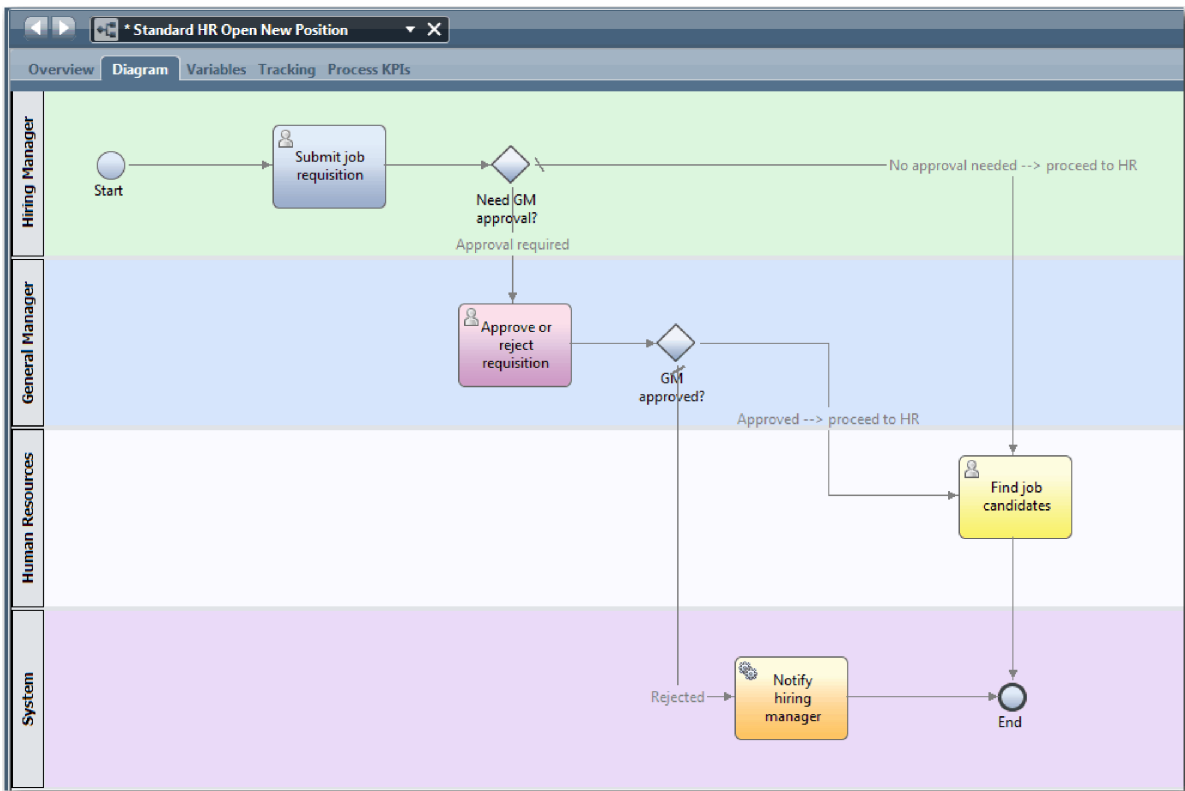 * Standard HR Open New Position
Overview Diagram Variables Tracking Process KPIs
Hiring Manager
Start
Submit job
requisition
Need GM
approval?
No approval needed --> proceed to HR
Approval required
General Manager
Approve or
reject
requisition
GM
approved?
Approved --> proceed to HR
Human Resources
Find job
candidates
System
Rejected
Notify
hiring
manager
End